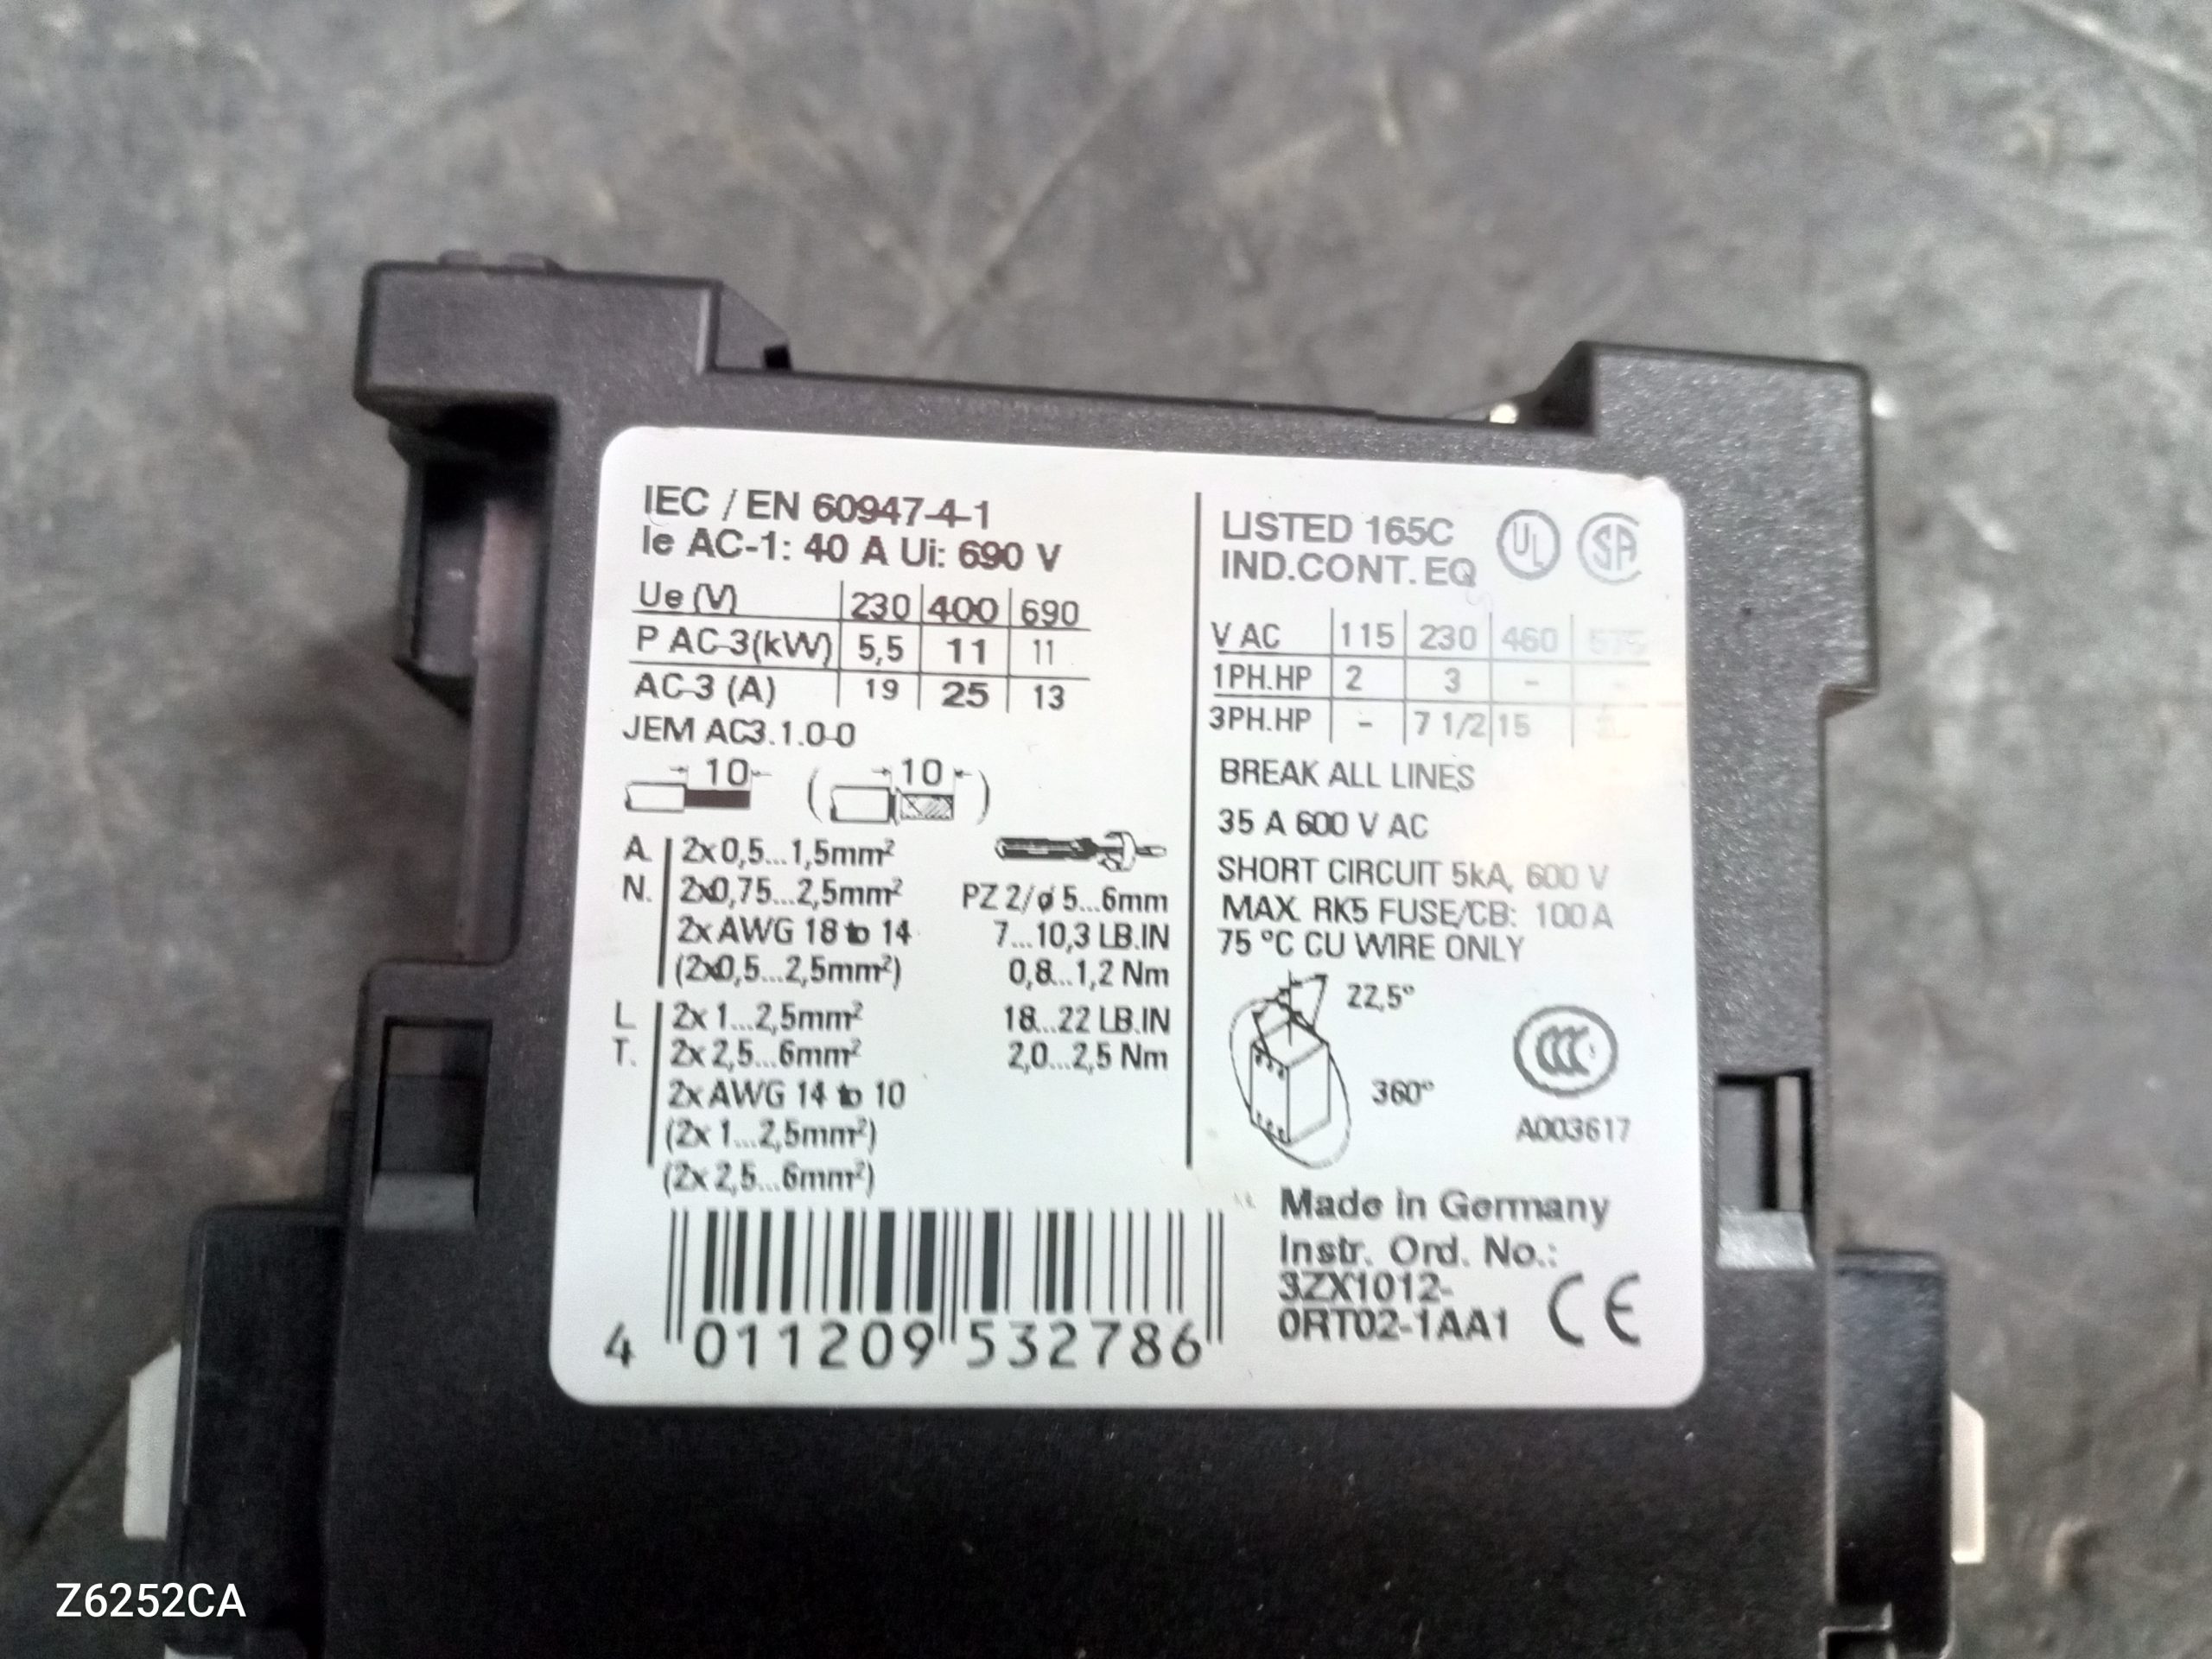 IEC / EN 60947-4-1
Ie AC-1: 40 A Ui: 690 V
Ue (V) 230 400 690
P AC-3(kW) 5,5 11 11
AC-3 (A) 19 25 13
JEM AC3.1.0-0
10 ( 10 )
A. 2x0,5...1,5mm²
N. 2x0,75...2,5mm²
2x AWG 18 to 14
(2x0,5...2,5mm²)
PZ 2/ø 5...6mm
7...10,3 LB.IN
0,8...1,2 Nm
L 2x 1...2,5mm²
T. 2x 2,5...6mm²
2x AWG 14 to 10
(2x 1...2,5mm²)
(2x 2,5...6mm²)
18...22 LB.IN
2,0...2,5 Nm
4 011209 532786
LISTED 165C
IND.CONT.EQ
UL SA
V AC 115 230 460 575
1PH.HP 2 3 - -
3PH.HP - 7 1/2 15
BREAK ALL LINES
35 A 600 V AC
SHORT CIRCUIT 5kA, 600 V
MAX. RK5 FUSE/CB: 100 A
75 °C CU WIRE ONLY
22,5°
360°
CCC
A003617
Made in Germany
Instr. Ord. No.:
3ZX1012-
0RT02-1AA1
CE
Z6252CA